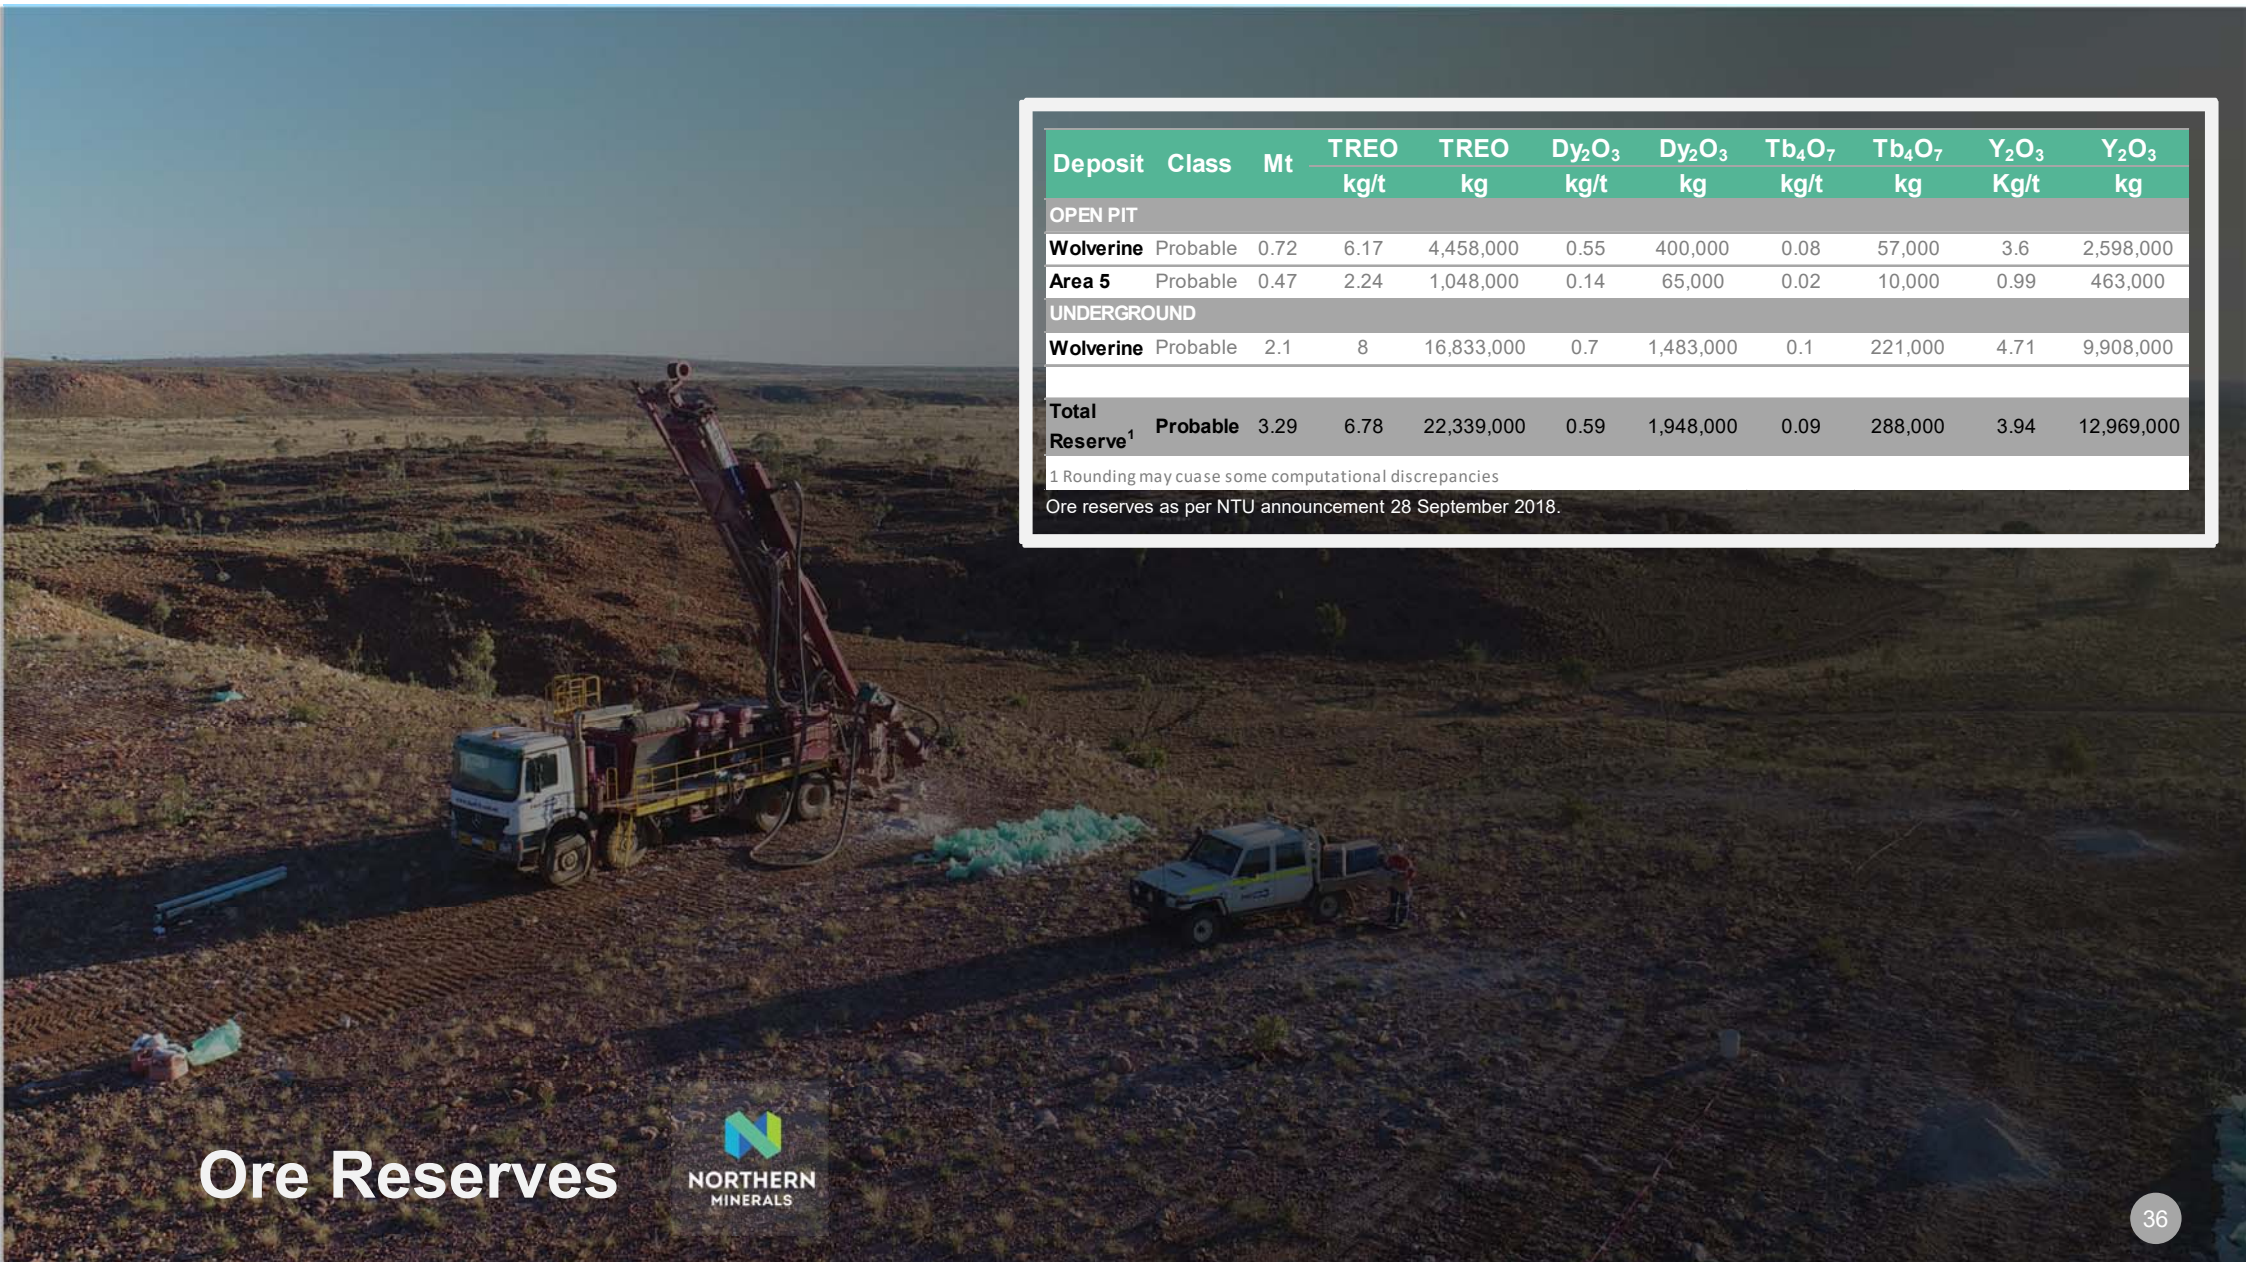 Deposit Class Mt TREO TREO Dy₂O₃ Dy₂O₃ Tb₄O₇ Tb₄O₇ Y₂O₃ Y₂O₃
kg/t kg kg/t kg kg/t kg Kg/t kg
OPEN PIT
Wolverine Probable 0.72 6.17 4,458,000 0.55 400,000 0.08 57,000 3.6 2,598,000
Area 5 Probable 0.47 2.24 1,048,000 0.14 65,000 0.02 10,000 0.99 463,000
UNDERGROUND
Wolverine Probable 2.1 8 16,833,000 0.7 1,483,000 0.1 221,000 4.71 9,908,000
Total
Reserve¹ Probable 3.29 6.78 22,339,000 0.59 1,948,000 0.09 288,000 3.94 12,969,000
1 Rounding may cuase some computational discrepancies
Ore reserves as per NTU announcement 28 September 2018.
Ore Reserves
NORTHERN
MINERALS
36